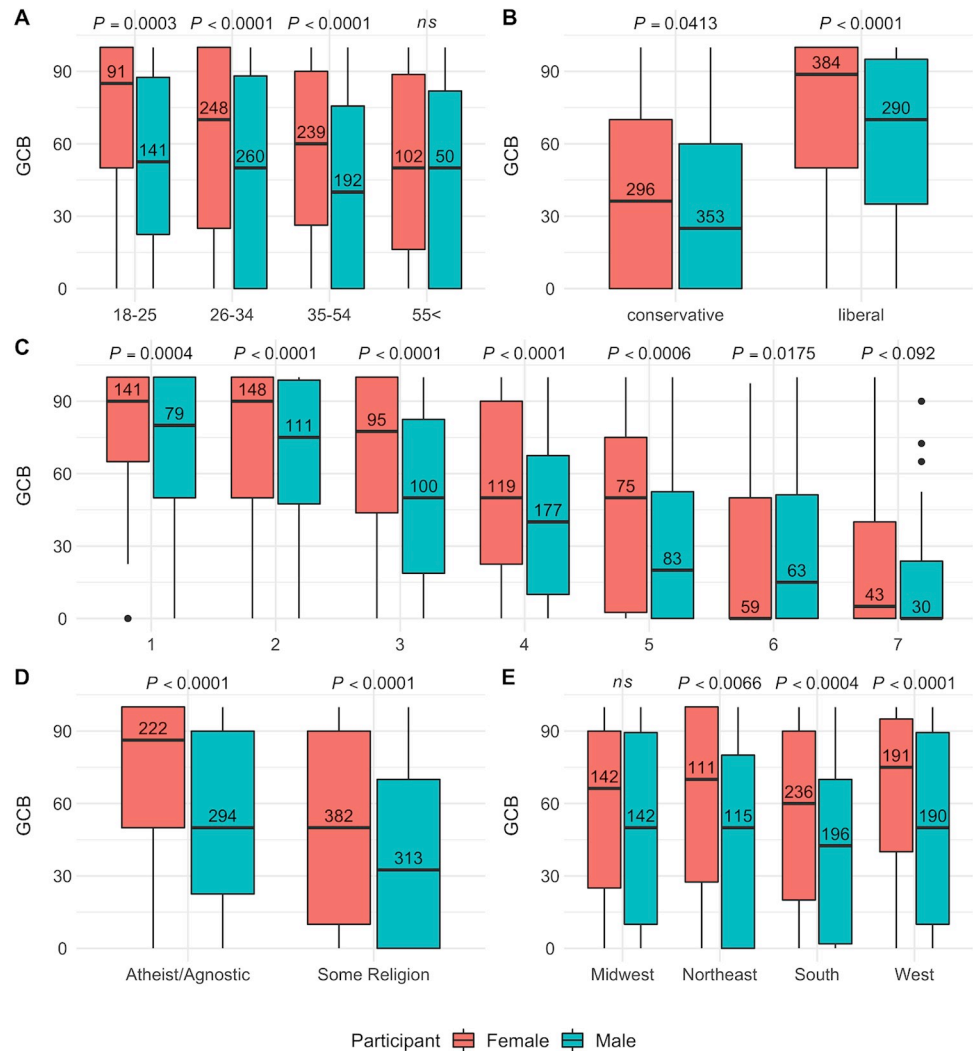 A
P = 0.0003 P < 0.0001 P < 0.0001 ns
GCB
90
60
30
0
91
141
248
260
239
192
102
50
18-25 26-34 35-54 55<
B
P = 0.0413 P < 0.0001
GCB
90
60
30
0
296
353
384
290
conservative liberal
C
P = 0.0004 P < 0.0001 P < 0.0001 P < 0.0001 P < 0.0006 P = 0.0175 P < 0.092
GCB
90
60
30
0
141
79
148
111
95
100
119
177
75
83
59
63
43
30
1 2 3 4 5 6 7
D
P < 0.0001 P < 0.0001
GCB
90
60
30
0
222
294
382
313
Atheist/Agnostic Some Religion
E
ns P < 0.0066 P < 0.0004 P < 0.0001
GCB
90
60
30
0
142
142
111
115
236
196
191
190
Midwest Northeast South West
Participant Female Male